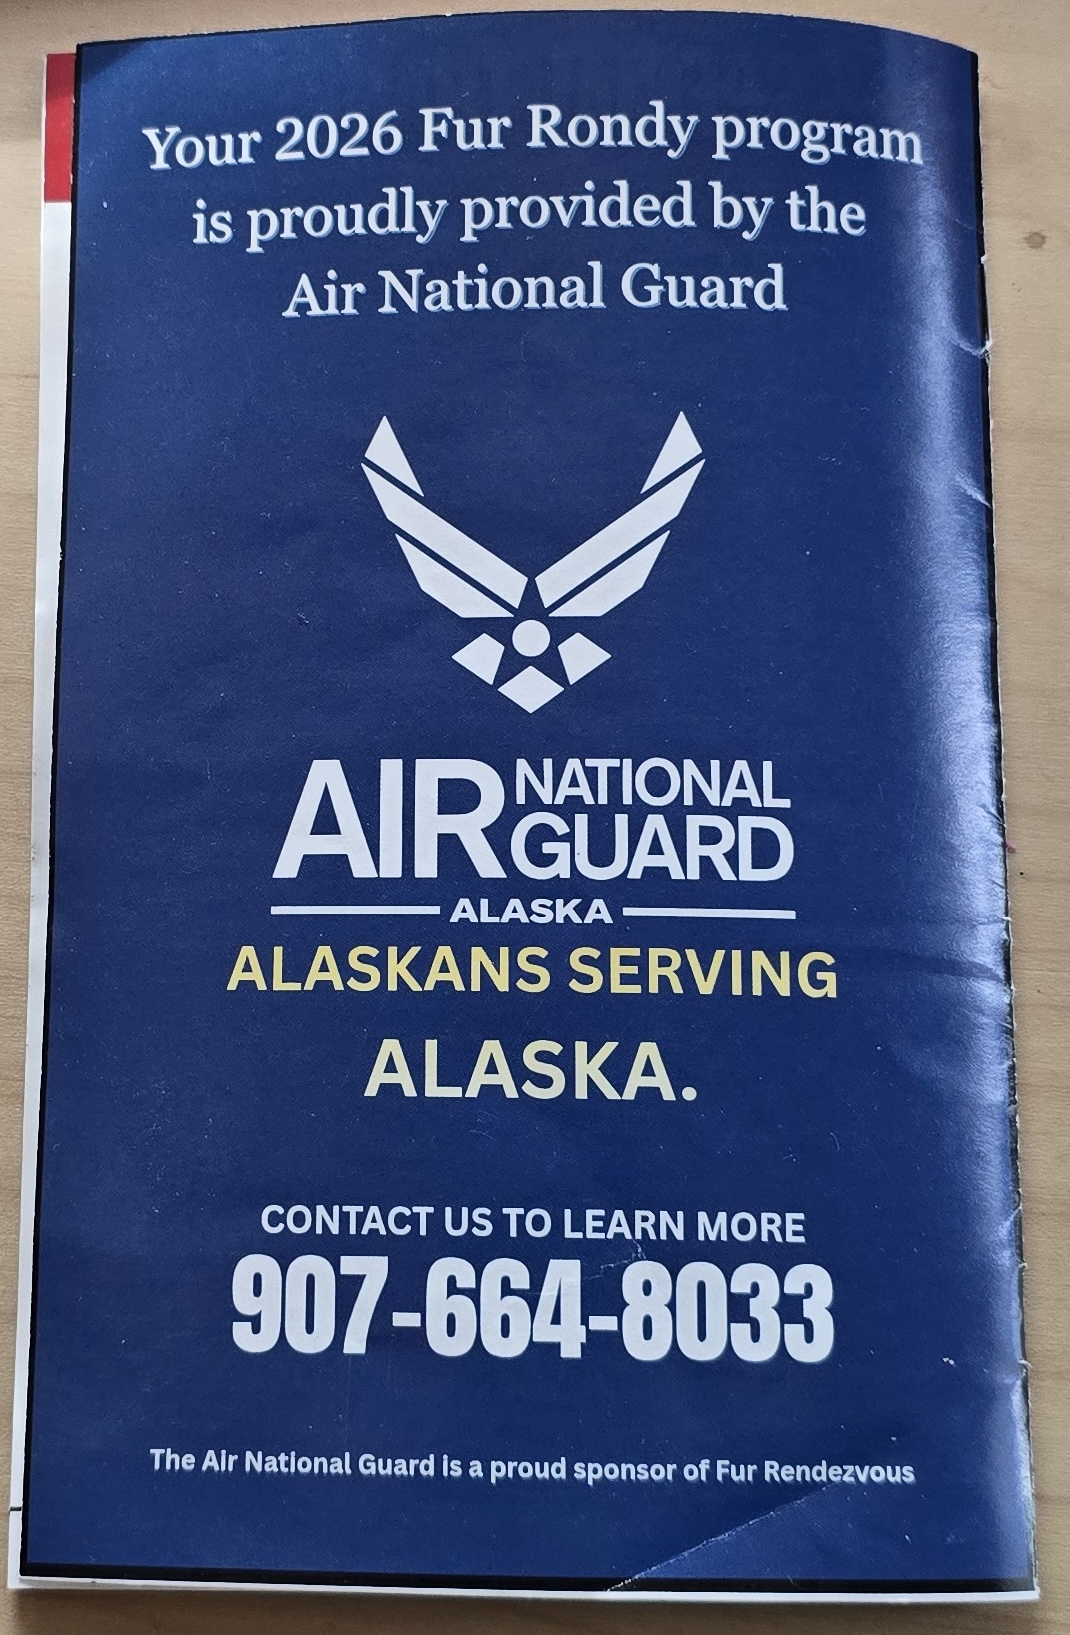 Your 2026 Fur Rondy program
is proudly provided by the
Air National Guard
AIR NATIONAL
GUARD
ALASKA
ALASKANS SERVING
ALASKA.
CONTACT US TO LEARN MORE
907-664-8033
The Air National Guard is a proud sponsor of Fur Rendezvous